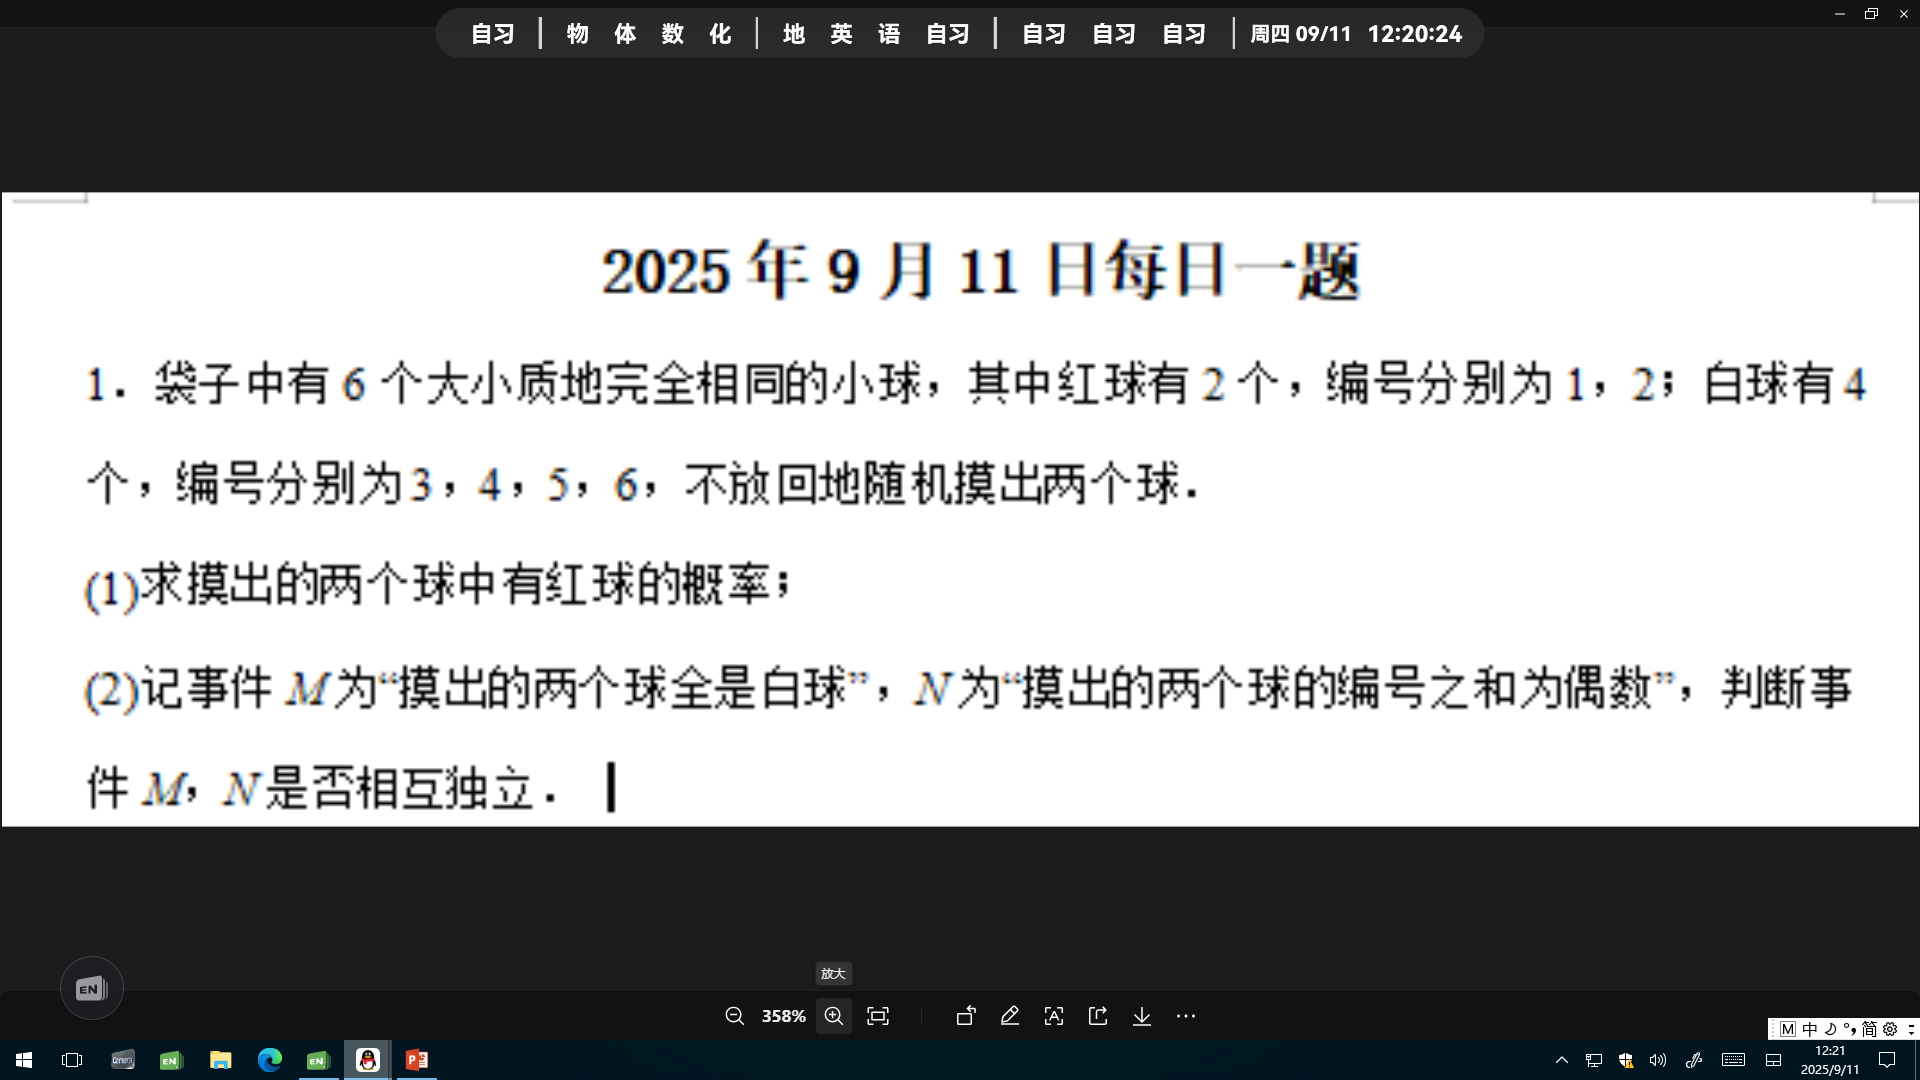 自习 | 物 体 数 化 | 地 英 语 自习 | 自习 自习 自习 | 周四 09/11 12:20:24
2025 年 9 月 11 日每日一题
1．袋子中有 6 个大小质地完全相同的小球，其中红球有 2 个，编号分别为 1，2；白球有 4
个，编号分别为 3，4，5，6，不放回地随机摸出两个球．
(1)求摸出的两个球中有红球的概率；
(2)记事件 M 为“摸出的两个球全是白球”，N 为“摸出的两个球的编号之和为偶数”，判断事
件 M，N 是否相互独立．
EN
放大
358%
M 中 简
Camera EN EN
12:21
2025/9/11